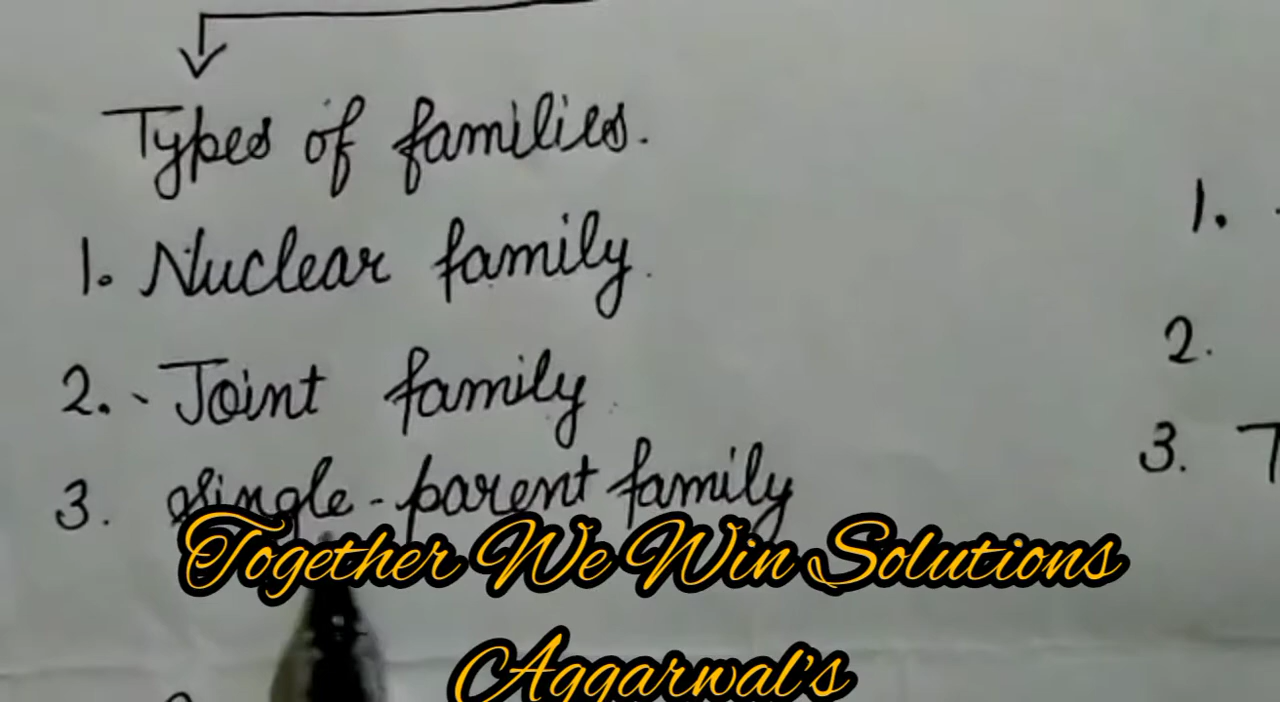 Types of families.
1. Nuclear family.
2. Joint family.
3. Single-parent family
1.
2.
3. T
Together We Win Solutions
Aggarwal's